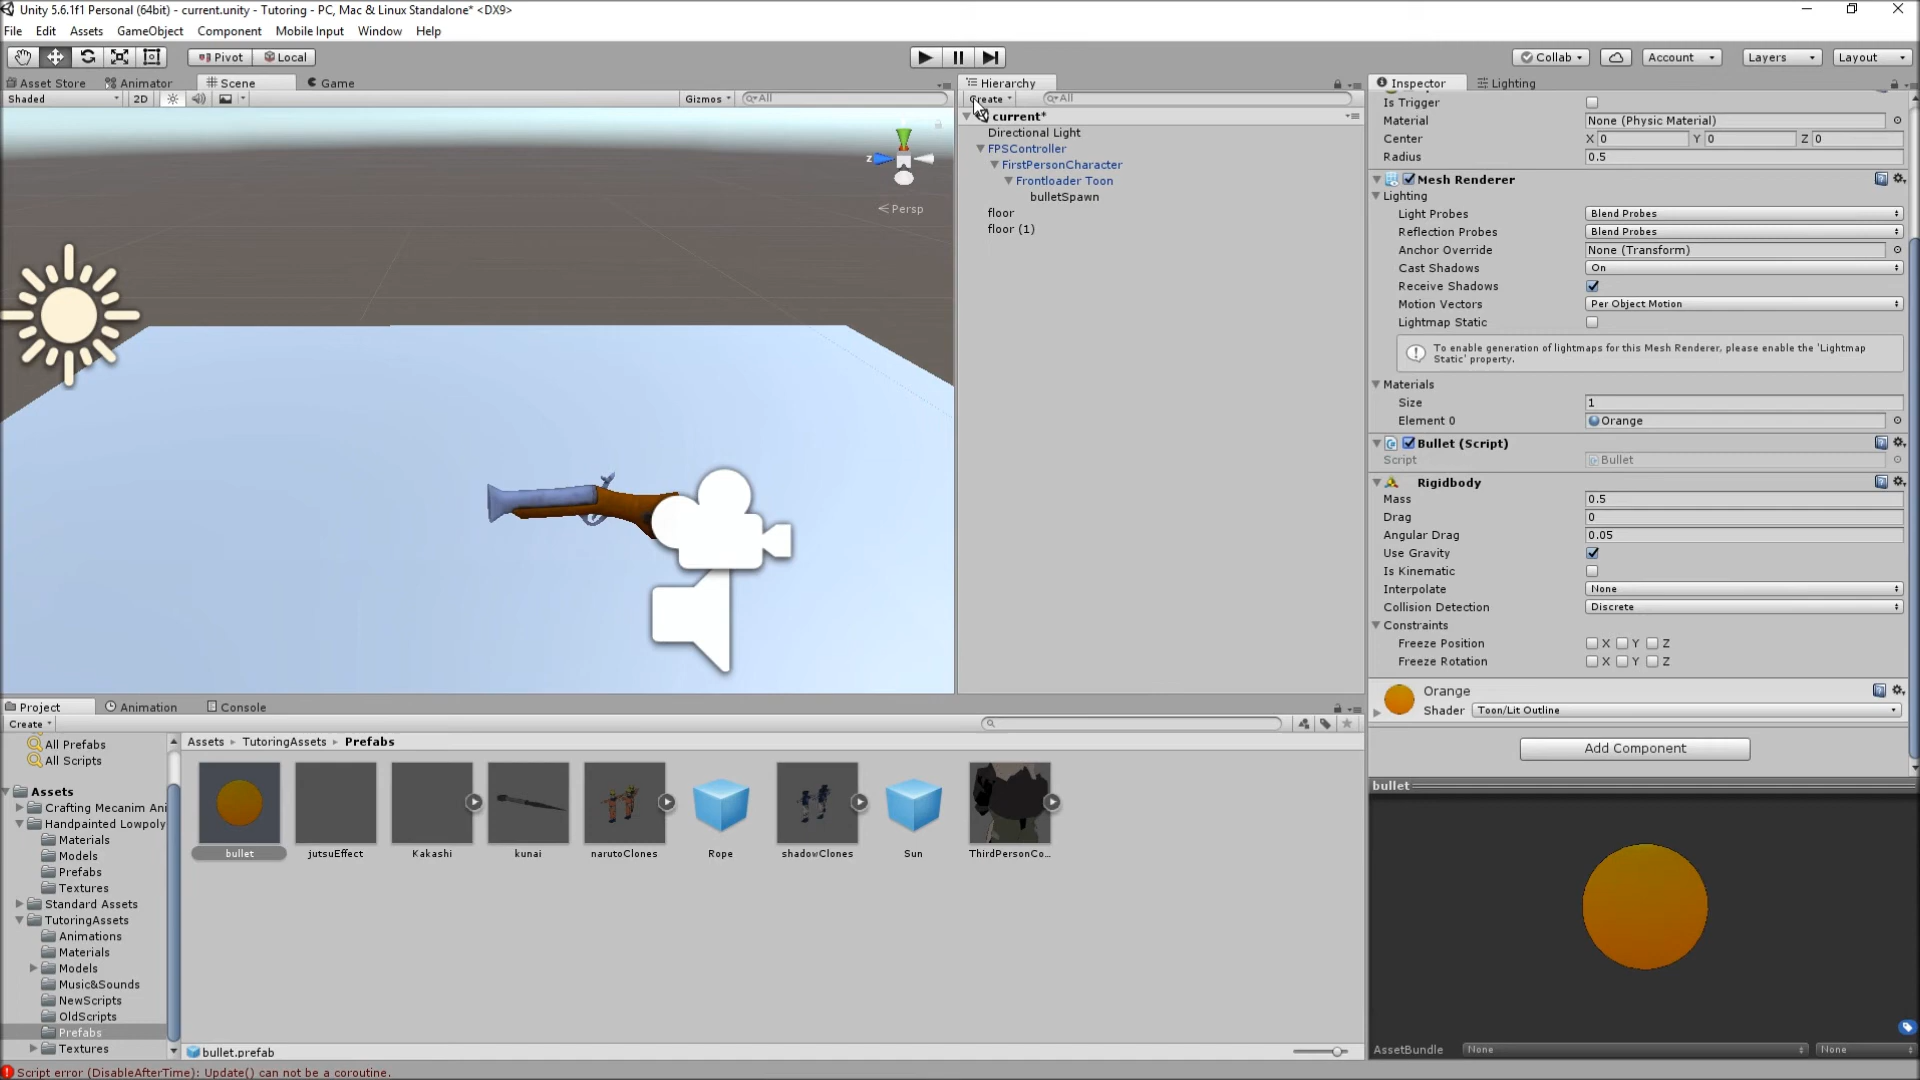 Unity 5.6.1f1 Personal (64bit) - current.unity - Tutoring - PC, Mac & Linux Standalone* <DX9>
File Edit Assets GameObject Component Mobile Input Window Help
Pivot Local Collab Account Layers Layout
Asset Store Animator Scene Game
Shaded 2D Gizmos All
z
Persp
Hierarchy
Create All
current*
Directional Light
FPSController
FirstPersonCharacter
Frontloader Toon
bulletSpawn
floor
floor (1)
Inspector Lighting
Is Trigger
Material None (Physic Material)
Center X 0 Y 0 Z 0
Radius 0.5
Mesh Renderer
Lighting
Light Probes Blend Probes
Reflection Probes Blend Probes
Anchor Override None (Transform)
Cast Shadows On
Receive Shadows
Motion Vectors Per Object Motion
Lightmap Static
To enable generation of lightmaps for this Mesh Renderer, please enable the 'Lightmap
Static' property.
Materials
Size 1
Element 0 Orange
Bullet (Script)
Script Bullet
Rigidbody
Mass 0.5
Drag 0
Angular Drag 0.05
Use Gravity
Is Kinematic
Interpolate None
Collision Detection Discrete
Constraints
Freeze Position X Y Z
Freeze Rotation X Y Z
Orange
Shader Toon/Lit Outline
Add Component
bullet
AssetBundle None None
Project Animation Console
Create
All Prefabs
All Scripts
Assets
Crafting Mecanim Ani
Handpainted Lowpoly
Materials
Models
Prefabs
Textures
Standard Assets
TutoringAssets
Animations
Materials
Models
Music&Sounds
NewScripts
OldScripts
Prefabs
Textures
Assets TutoringAssets Prefabs
bullet jutsuEffect Kakashi kunai narutoClones Rope shadowClones Sun ThirdPersonCo...
bullet.prefab
Script error (DisableAfterTime): Update() can not be a coroutine.